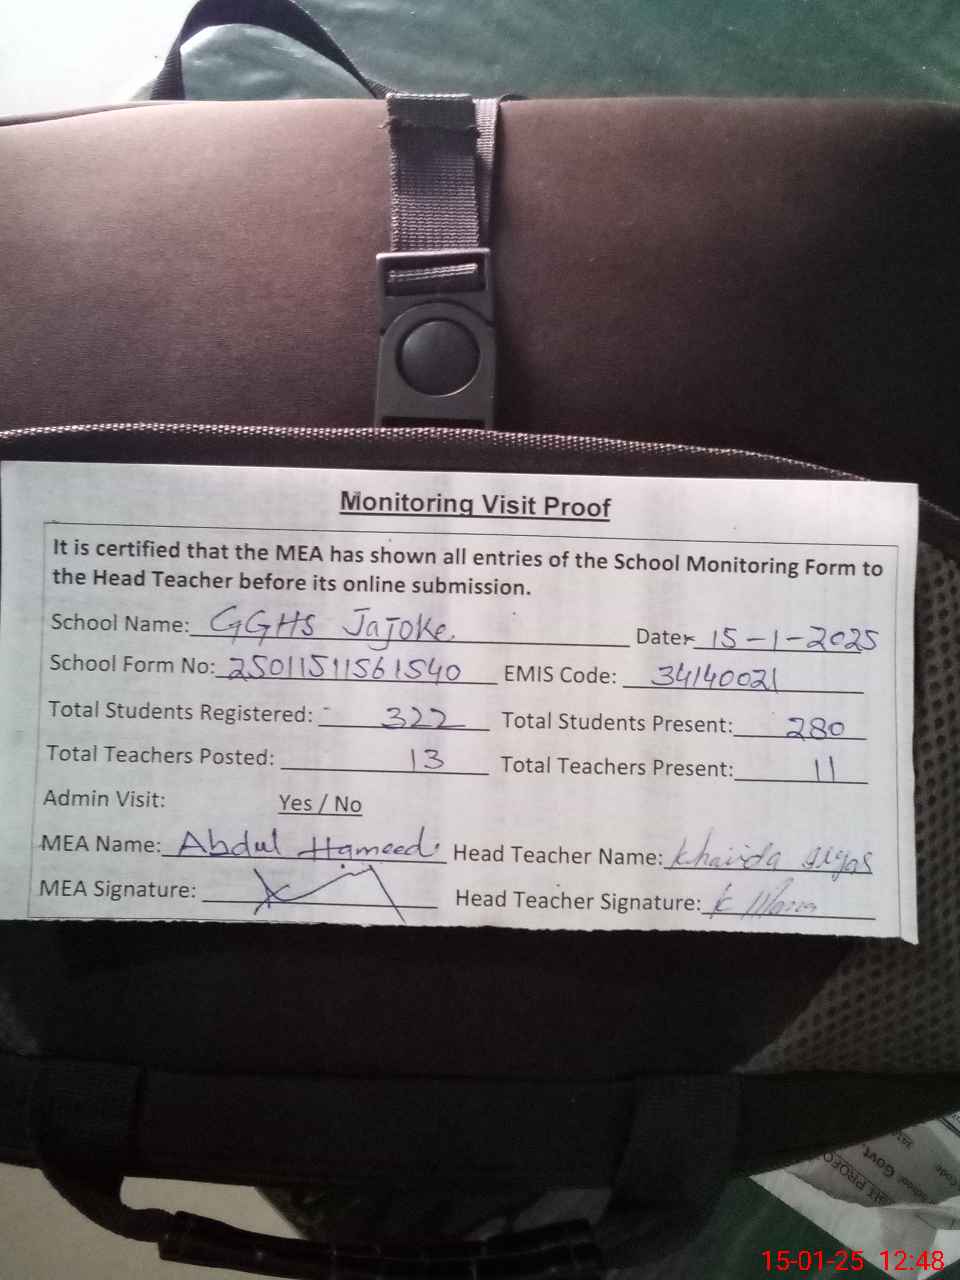 Monitoring Visit Proof
It is certified that the MEA has shown all entries of the School Monitoring Form to
the Head Teacher before its online submission.
School Name: GGHS Jajoke Date: 15-1-2025
School Form No: 25011511561540 EMIS Code: 34140021
Total Students Registered: 322 Total Students Present: 280
Total Teachers Posted: 13 Total Teachers Present: 11
Admin Visit: Yes / No
MEA Name: Abdul Hameed Head Teacher Name:
MEA Signature: Head Teacher Signature:
Govt.
15-01-25 12:48